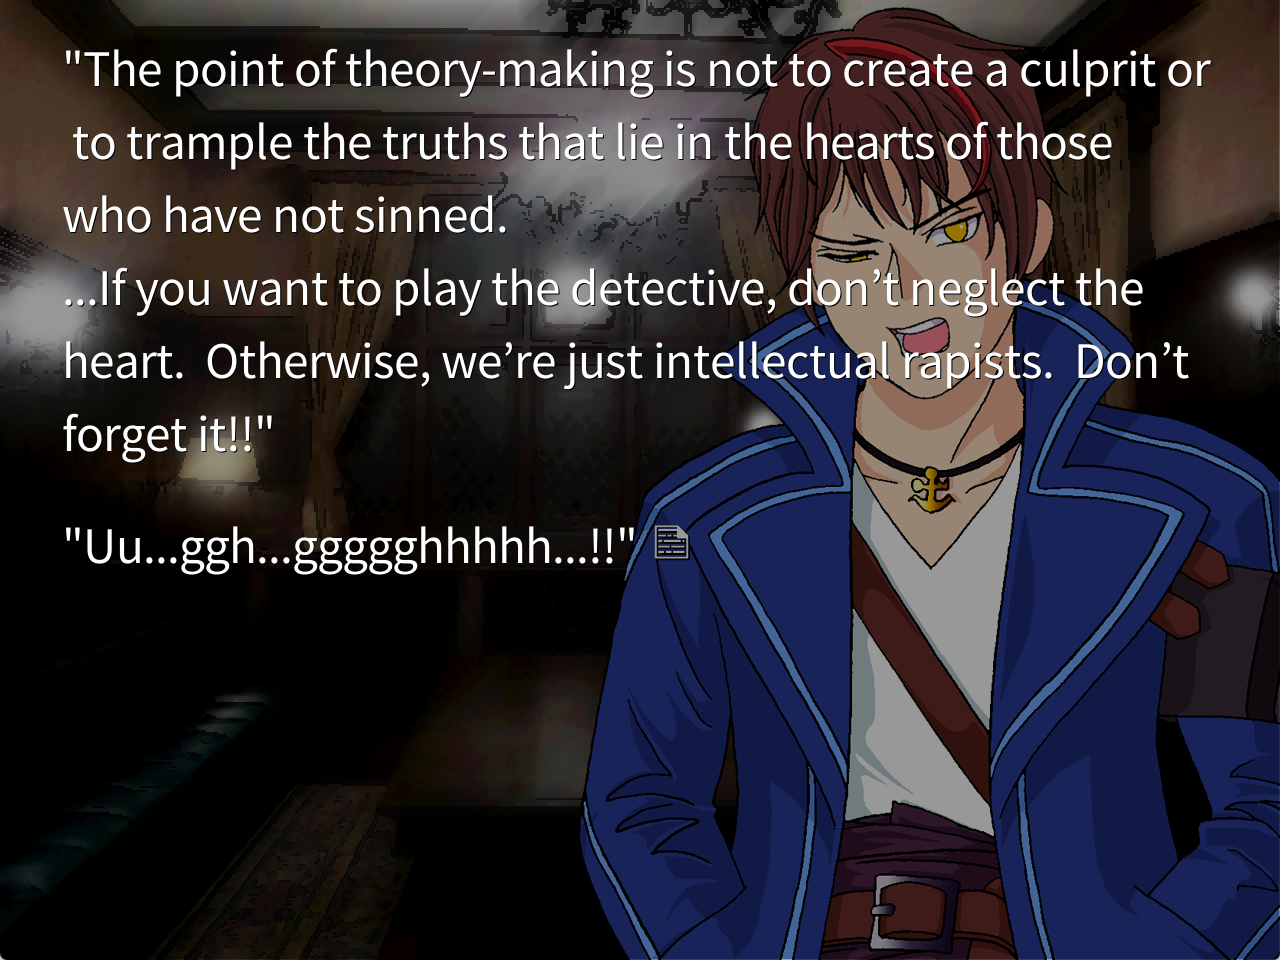 "The point of theory-making is not to create a culprit or
to trample the truths that lie in the hearts of those
who have not sinned.
...If you want to play the detective, don’t neglect the
heart.  Otherwise, we’re just intellectual rapists.  Don’t
forget it!!"
"Uu...ggh...ggggghhhhh...!!"